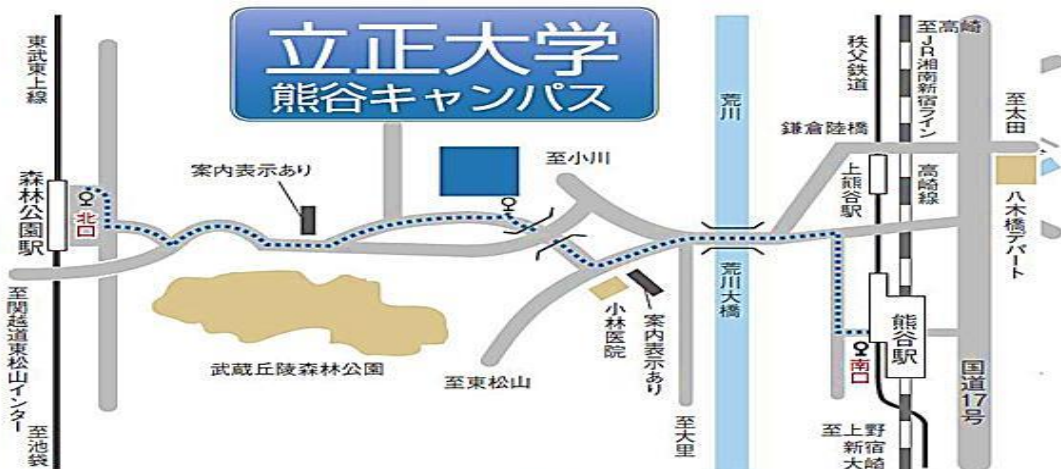 立正大学
熊谷キャンパス
東武東上線
森林公園駅
北口
至関越道東松山インター
至池袋
案内表示あり
武蔵丘陵森林公園
至小川
至東松山
小林医院
案内表示あり
至大里
荒川
荒川大橋
鎌倉陸橋
秩父鉄道
上熊谷駅
至高崎
JR湘南新宿ライン
高崎線
至太田
八木橋デパート
熊谷駅
南口
国道17号
至上野
新宿
大崎